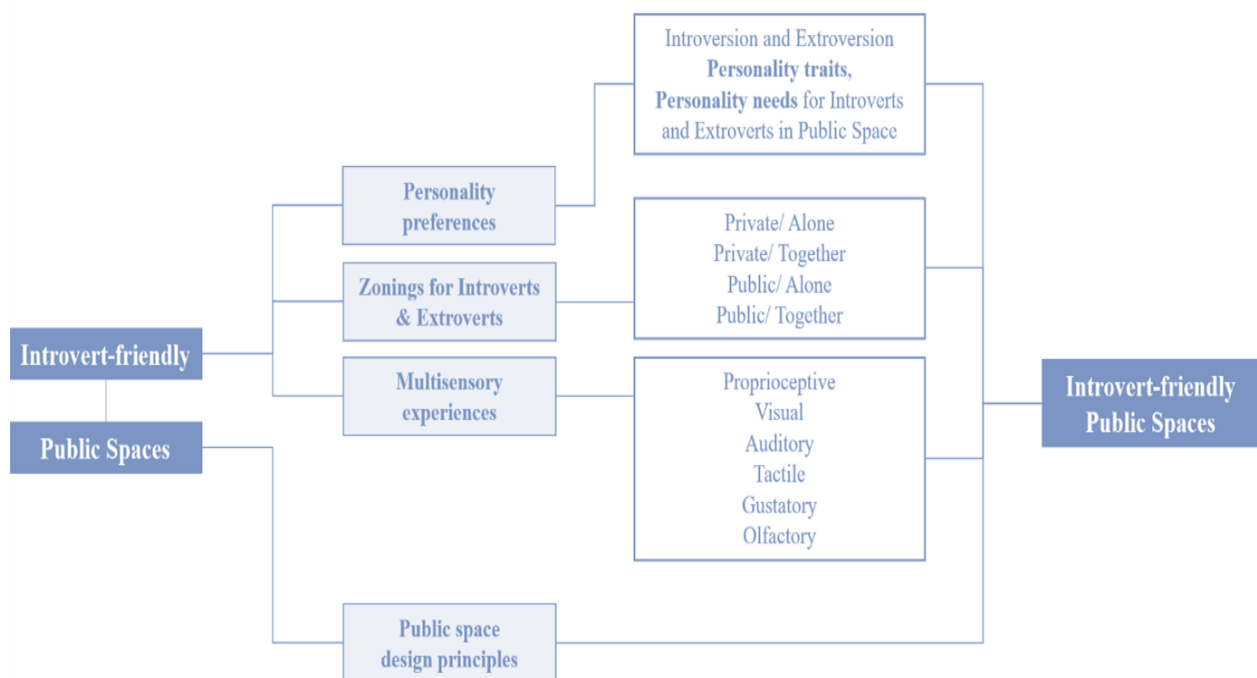 Introvert-friendly
Public Spaces
Personality
preferences
Zonings for Introverts
& Extroverts
Multisensory
experiences
Public space
design principles
Introversion and Extroversion
Personality traits,
Personality needs for Introverts
and Extroverts in Public Space
Private/ Alone
Private/ Together
Public/ Alone
Public/ Together
Proprioceptive
Visual
Auditory
Tactile
Gustatory
Olfactory
Introvert-friendly
Public Spaces